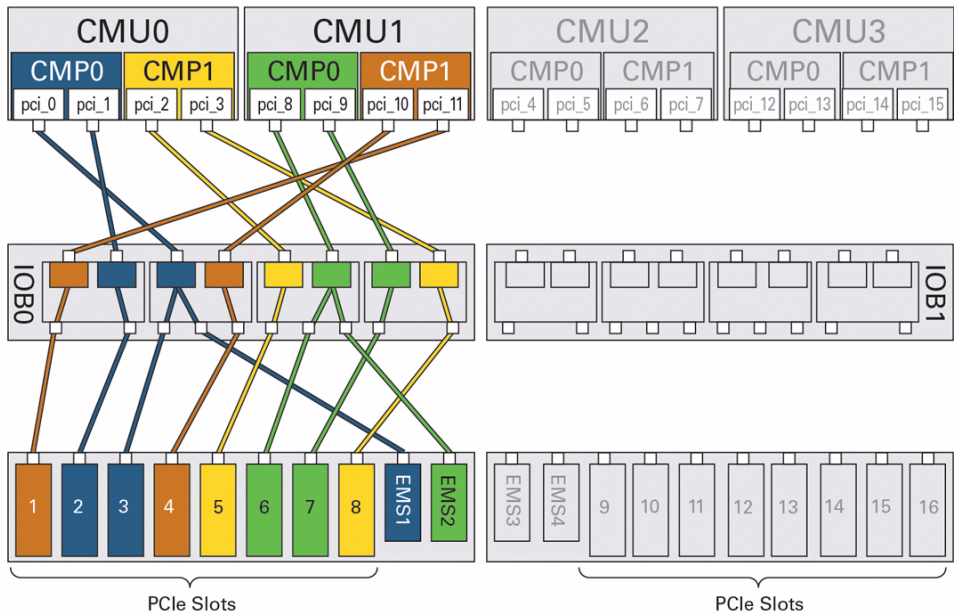 CMU0 CMU1 CMU2 CMU3
CMP0 CMP1 CMP0 CMP1 CMP0 CMP1 CMP0 CMP1
pci_0 pci_1 pci_2 pci_3 pci_8 pci_9 pci_10 pci_11 pci_4 pci_5 pci_6 pci_7 pci_12 pci_13 pci_14 pci_15
IOB0 IOB1
1 2 3 4 5 6 7 8 EMS1 EMS2 EMS3 EMS4 9 10 11 12 13 14 15 16
PCIe Slots PCIe Slots